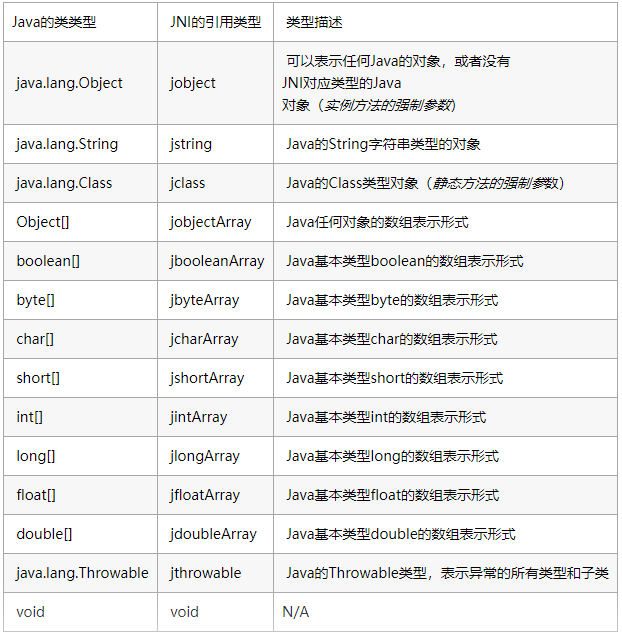 Java的类类型 JNI的引用类型 类型描述
java.lang.Object jobject 可以表示任何Java的对象，或者没有
JNI对应类型的Java
对象（实例方法的强制参数）
java.lang.String jstring Java的String字符串类型的对象
java.lang.Class jclass Java的Class类型对象（静态方法的强制参数）
Object[] jobjectArray Java任何对象的数组表示形式
boolean[] jbooleanArray Java基本类型boolean的数组表示形式
byte[] jbyteArray Java基本类型byte的数组表示形式
char[] jcharArray Java基本类型char的数组表示形式
short[] jshortArray Java基本类型short的数组表示形式
int[] jintArray Java基本类型int的数组表示形式
long[] jlongArray Java基本类型long的数组表示形式
float[] jfloatArray Java基本类型float的数组表示形式
double[] jdoubleArray Java基本类型double的数组表示形式
java.lang.Throwable jthrowable Java的Throwable类型，表示异常的所有类型和子类
void void N/A